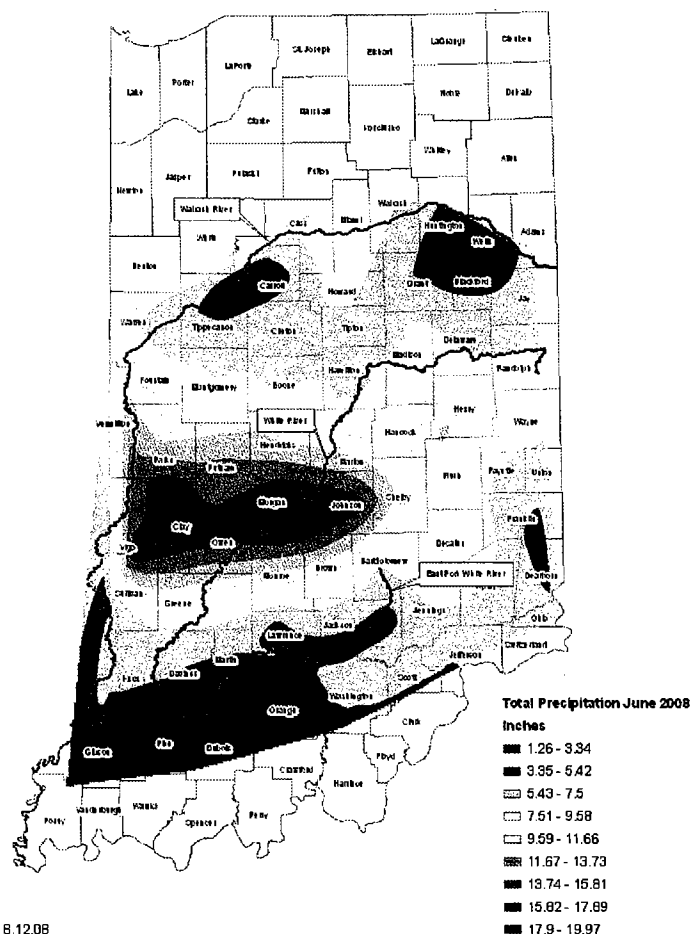 LaGrange
St. Joseph
Elkhart
LaPorte
Lake
Porter
Noble
Marshall
Whitley
Allen
Newton
Jasper
Pulaski
Fulton
Wabash
Wabash River
Cass
Miami
Huntington
Wells
Adams
White
Benton
Carroll
Grant
Blackford
Jay
Howard
Warren
Tippecanoe
Clinton
Tipton
Delaware
Madison
Hamilton
Randolph
Fountain
Montgomery
Boone
Henry
Wayne
Vermillion
White River
Hendricks
Hancock
Marion
Parke
Putnam
Rush
Fayette
Union
Shelby
Morgan
Johnson
Franklin
Clay
Vigo
Owen
Decatur
Bartholomew
Brown
Monroe
East Fork White River
Dearborn
Sullivan
Greene
Jennings
Ohio
Jackson
Lawrence
Switzerland
Jefferson
Knox
Daviess
Martin
Scott
Washington
Orange
Clark
Gibson
Pike
Dubois
Floyd
Crawford
Harrison
Posey
Vanderburgh
Warrick
Spencer
Perry
Total Precipitation June 2008
Inches
1.26 - 3.34
3.35 - 5.42
5.43 - 7.5
7.51 - 9.58
9.59 - 11.66
11.67 - 13.73
13.74 - 15.81
15.82 - 17.89
17.9 - 19.97
8.12.08